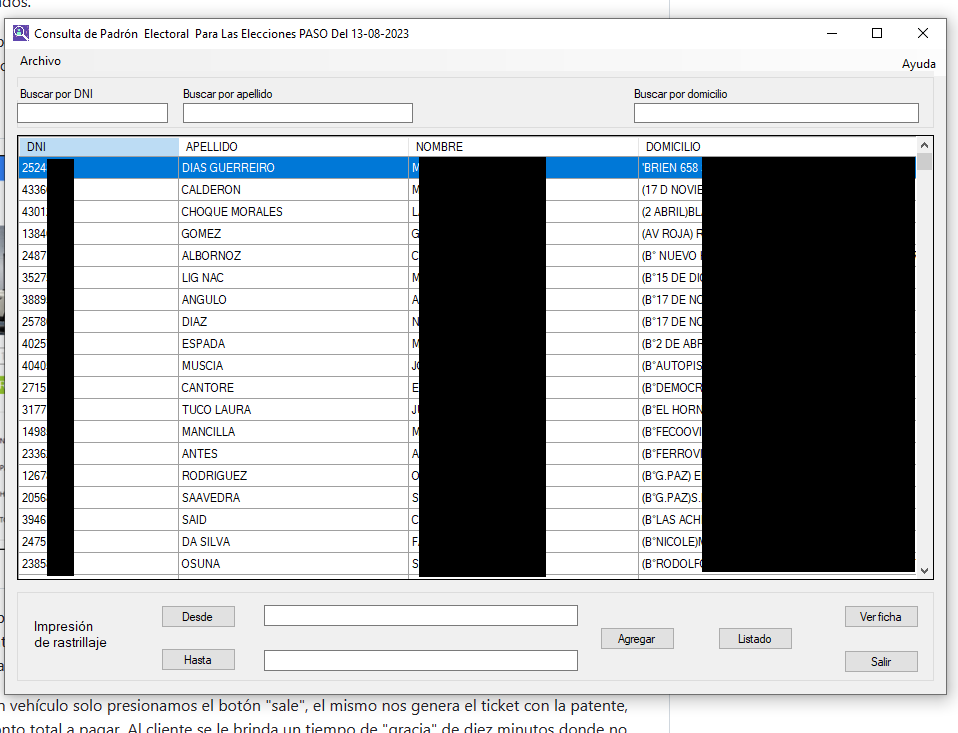 dos.
Consulta de Padrón Electoral Para Las Elecciones PASO Del 13-08-2023
Archivo
Ayuda
Buscar por DNI Buscar por apellido Buscar por domicilio
DNI APELLIDO NOMBRE DOMICILIO
2524 DIAS GUERREIRO M 'BRIEN 658
4336 CALDERON M (17 D NOVIE
4301 CHOQUE MORALES L (2 ABRIL)BL
1384 GOMEZ G (AV ROJA) R
2487 ALBORNOZ C (B° NUEVO
3527 LIG NAC M (B°15 DE DI
3889 ANGULO A (B°17 DE NO
2578 DIAZ N (B°17 DE NO
4025 ESPADA M (B°2 DE ABR
4040 MUSCIA J (B°AUTOPIS
2715 CANTORE E (B°DEMOCR
3177 TUCO LAURA J (B°EL HORN
1498 MANCILLA M (B°FECOOVI
2336 ANTES A (B°FERROVI
1267 RODRIGUEZ O (B°G.PAZ) E
2056 SAAVEDRA S (B°G.PAZ)S.
3946 SAID C (B°LAS ACH
2475 DA SILVA F (B°NICOLE)
2385 OSUNA S (B°RODOLF
Impresión
de rastrillaje
Desde
Hasta
Agregar
Listado
Ver ficha
Salir
n vehículo solo presionamos el botón "sale", el mismo nos genera el ticket con la patente,
nto total a pagar. Al cliente se le brinda un tiempo de "gracia" de diez minutos donde no